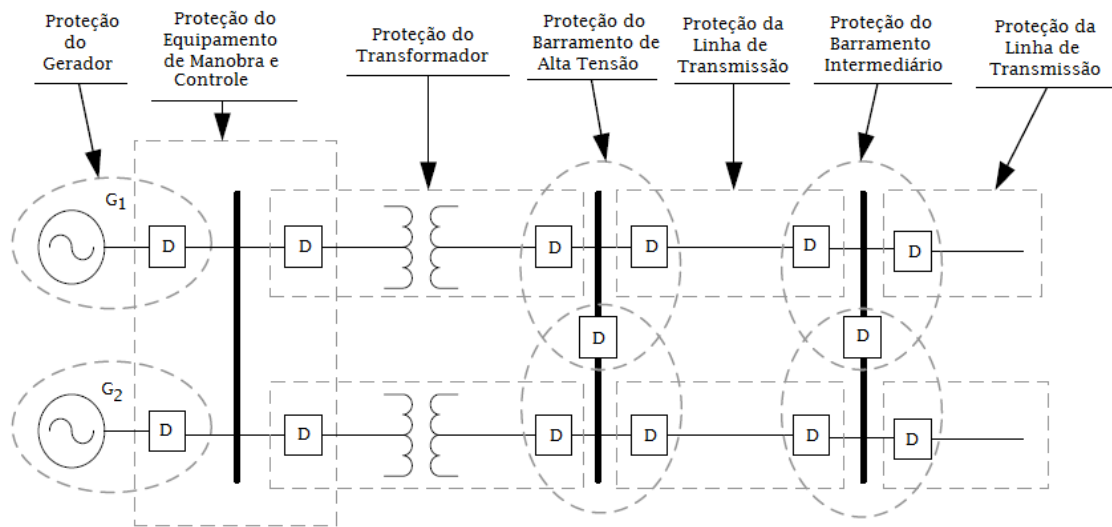 Proteção
do
Gerador
Proteção do
Equipamento
de Manobra e
Controle
Proteção do
Transformador
Proteção do
Barramento de
Alta Tensão
Proteção da
Linha de
Transmissão
Proteção do
Barramento
Intermediário
Proteção da
Linha de
Transmissão
G1
D
D
D
D
D
D
D
D
G2
D
D
D
D
D
D